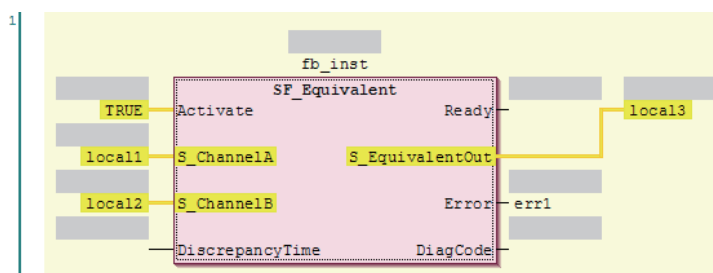 1
fb_inst
SF_Equivalent
TRUE Activate Ready local3
local1 S_ChannelA S_EquivalentOut
local2 S_ChannelB Error err1
DiscrepancyTime DiagCode